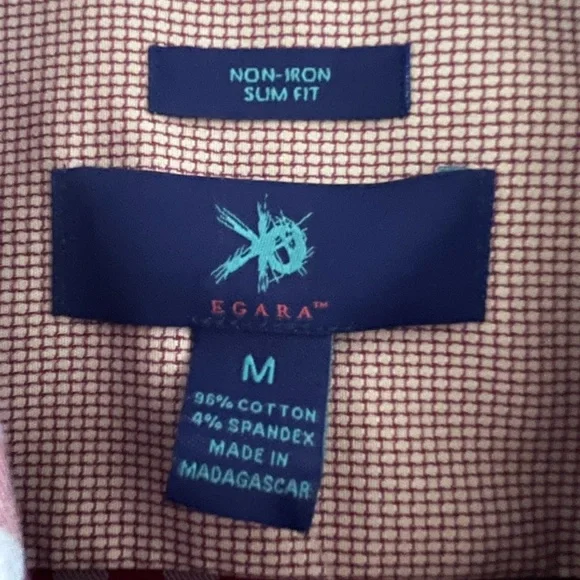 NON-IRON
SLIM FIT
EGARA™
M
96% COTTON
4% SPANDEX
MADE IN
MADAGASCAR